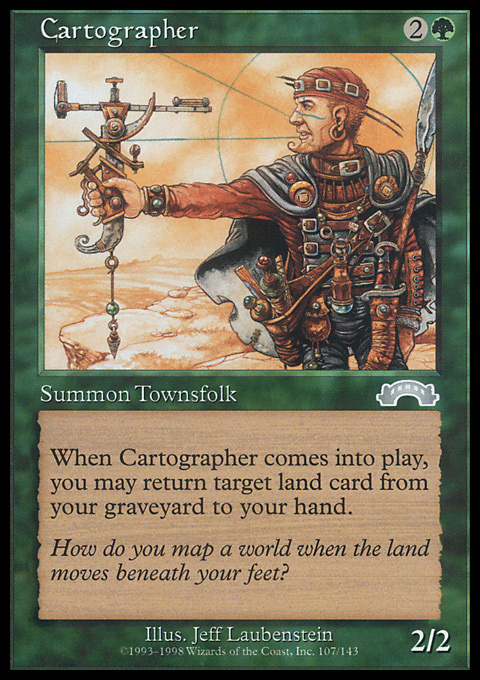 Cartographer 2
Summon Townsfolk
When Cartographer comes into play,
you may return target land card from
your graveyard to your hand.
How do you map a world when the land
moves beneath your feet?
Illus. Jeff Laubenstein
©1993–1998 Wizards of the Coast, Inc. 107/143
2/2